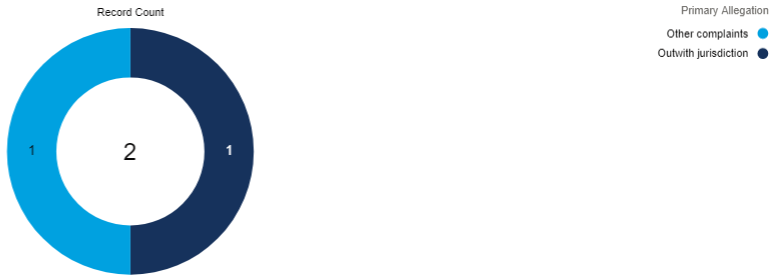 Record Count
1
2
1
Primary Allegation
Other complaints
Outwith jurisdiction